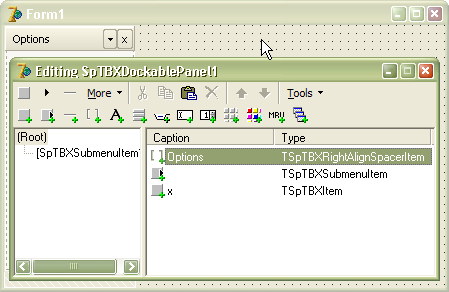 Form1
Options
x
Editing SpTBXDockablePanel1
More
Tools
A
MRU
(Root)
[SpTBXSubmenuItem
Caption Type
Options TSpTBXRightAlignSpacerItem
TSpTBXSubmenuItem
x TSpTBXItem